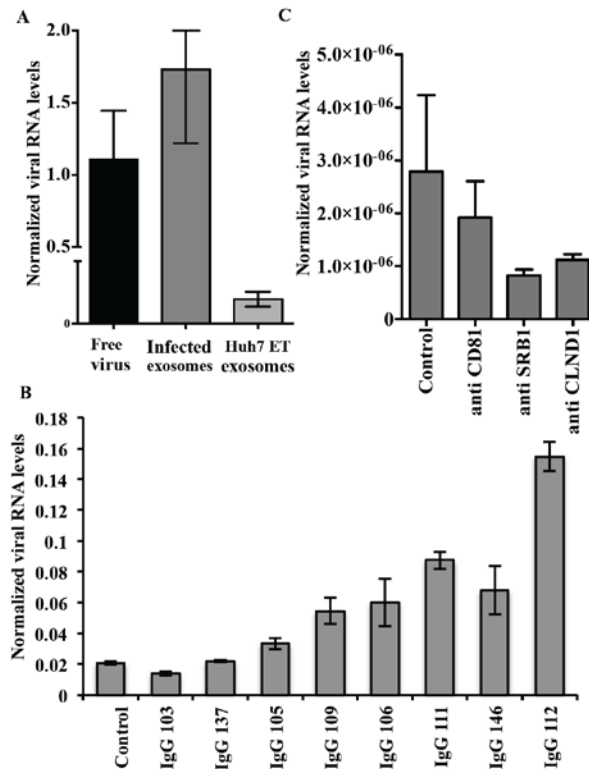 A
Normalized viral RNA levels
2.0
1.5
1.0
0.5
0
Free virus
Infected exosomes
Huh7 ET exosomes
C
Normalized viral RNA levels
5.0×10⁻⁰⁶
4.0×10⁻⁰⁶
3.0×10⁻⁰⁶
2.0×10⁻⁰⁶
1.0×10⁻⁰⁶
0
Control
anti CD81
anti SRB1
anti CLND1
B
Normalized viral RNA levels
0.18
0.16
0.14
0.12
0.1
0.08
0.06
0.04
0.02
0
Control
IgG 103
IgG 137
IgG 105
IgG 109
IgG 106
IgG 111
IgG 146
IgG 112